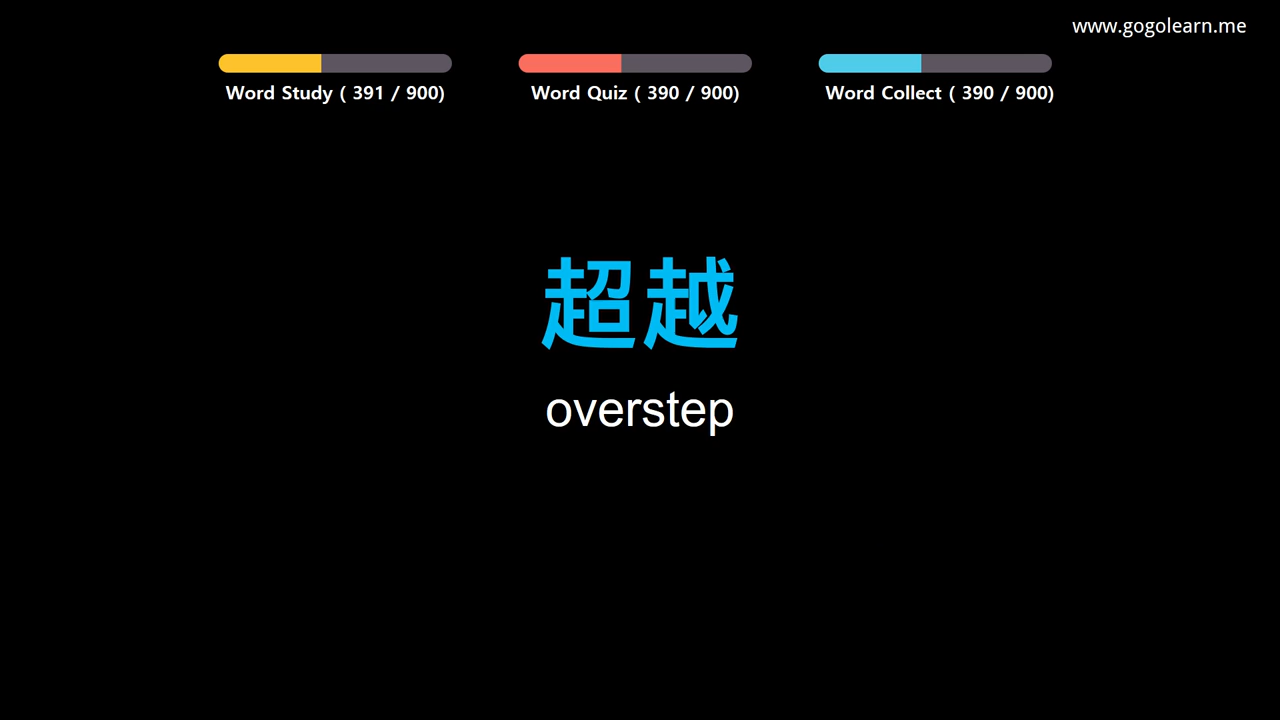 www.gogolearn.me
Word Study ( 391 / 900)
Word Quiz ( 390 / 900)
Word Collect ( 390 / 900)
超越
overstep